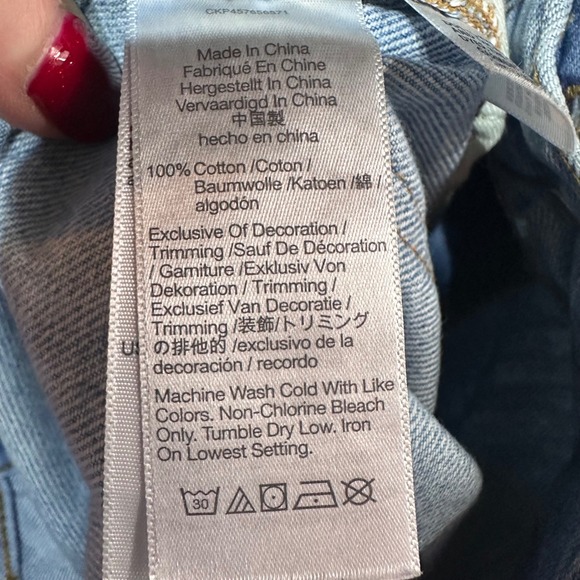 Made In China
Fabriqué En Chine
Hergestellt In China
Vervaardigd In China
中国製
hecho en china
100% Cotton /Coton /
Baumwolle /Katoen /綿 /
algodón
Exclusive Of Decoration /
Trimming /Sauf De Décoration
/ Garniture /Exklusiv Von
Dekoration / Trimming /
Exclusief Van Decoratie /
Trimming /装飾/トリミング
の排他的 /exclusivo de la
decoración / recordo
Machine Wash Cold With Like
Colors. Non-Chlorine Bleach
Only. Tumble Dry Low. Iron
On Lowest Setting.
30